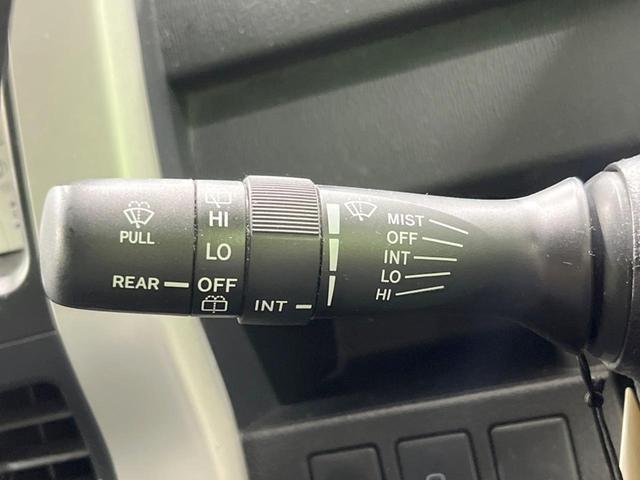 PULL
REAR
HI
LO
OFF
INT
MIST
OFF
INT
LO
HI